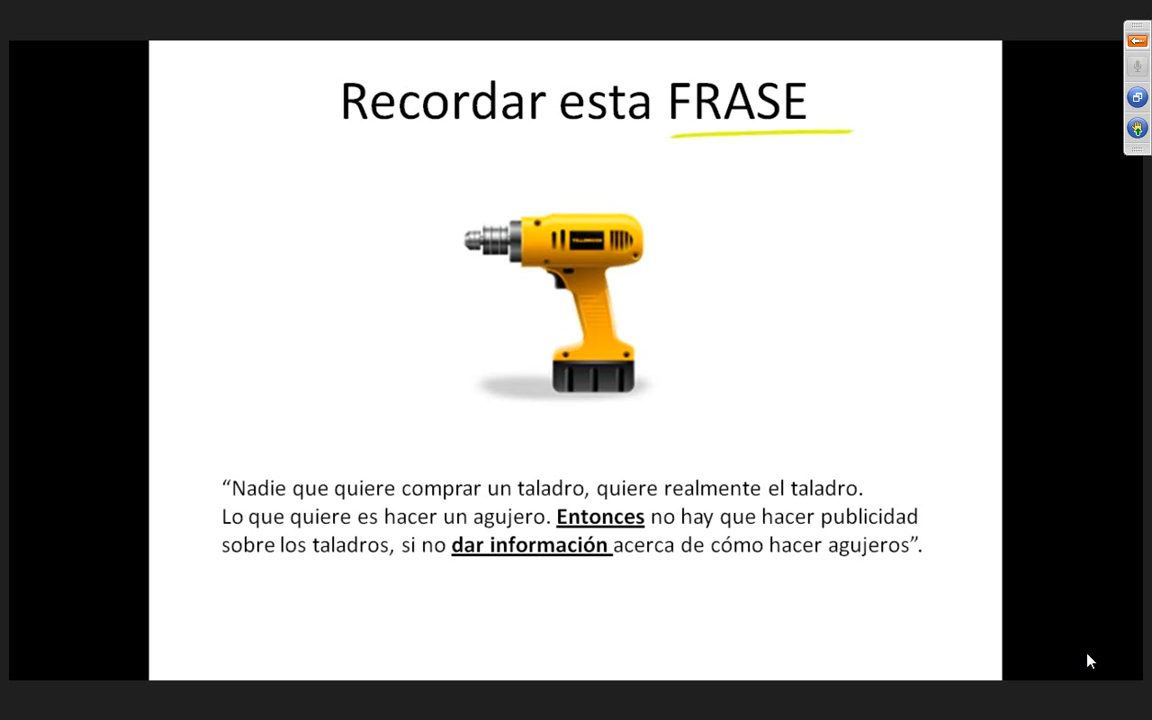 Recordar esta FRASE
“Nadie que quiere comprar un taladro, quiere realmente el taladro.
Lo que quiere es hacer un agujero. Entonces no hay que hacer publicidad
sobre los taladros, si no dar información acerca de cómo hacer agujeros”.